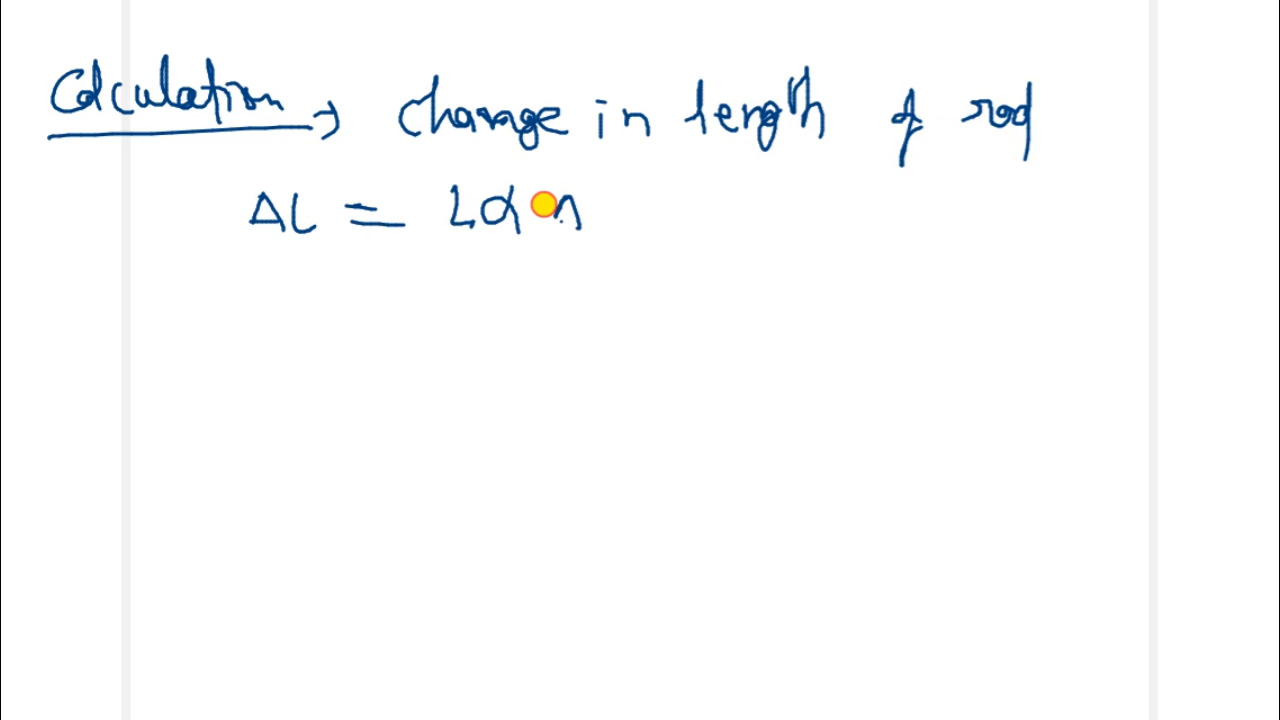 Calculation → change in length of rod
ΔL = Lα